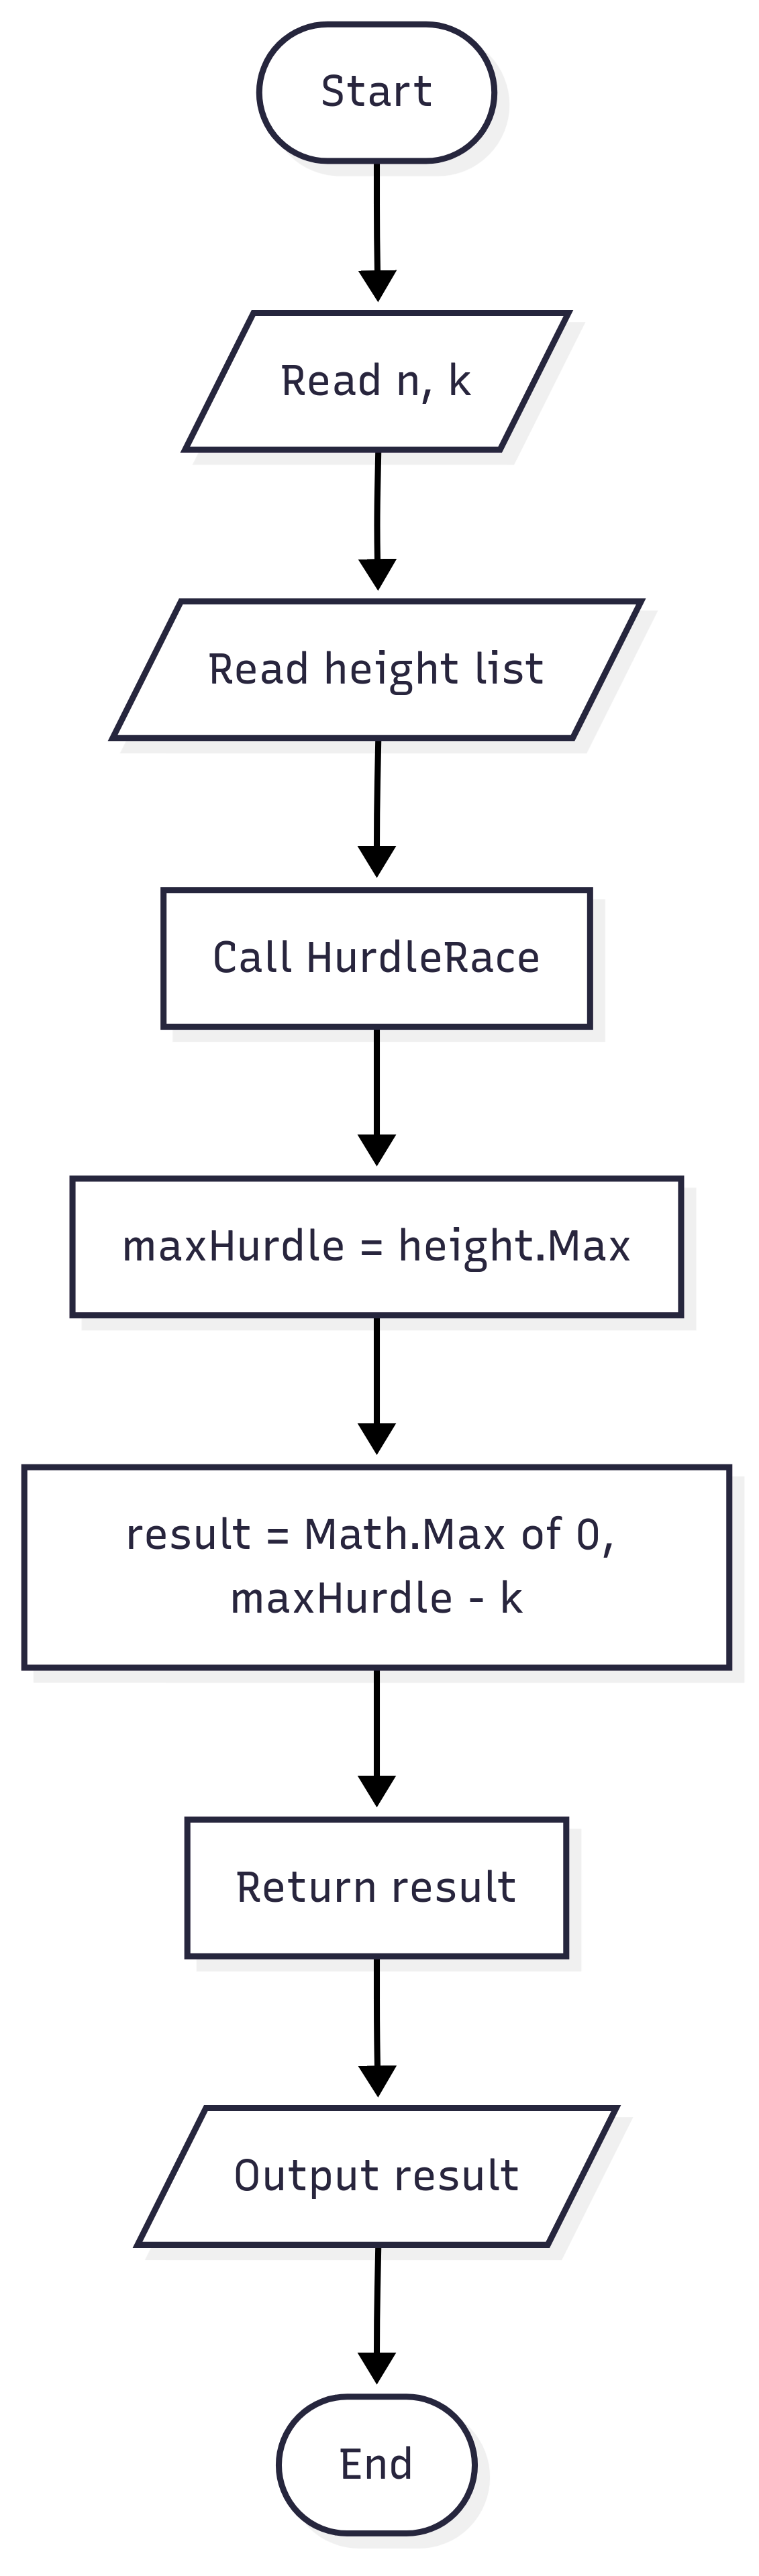 Start
Read n, k
Read height list
Call HurdleRace
maxHurdle = height.Max
result = Math.Max of 0,
maxHurdle - k
Return result
Output result
End